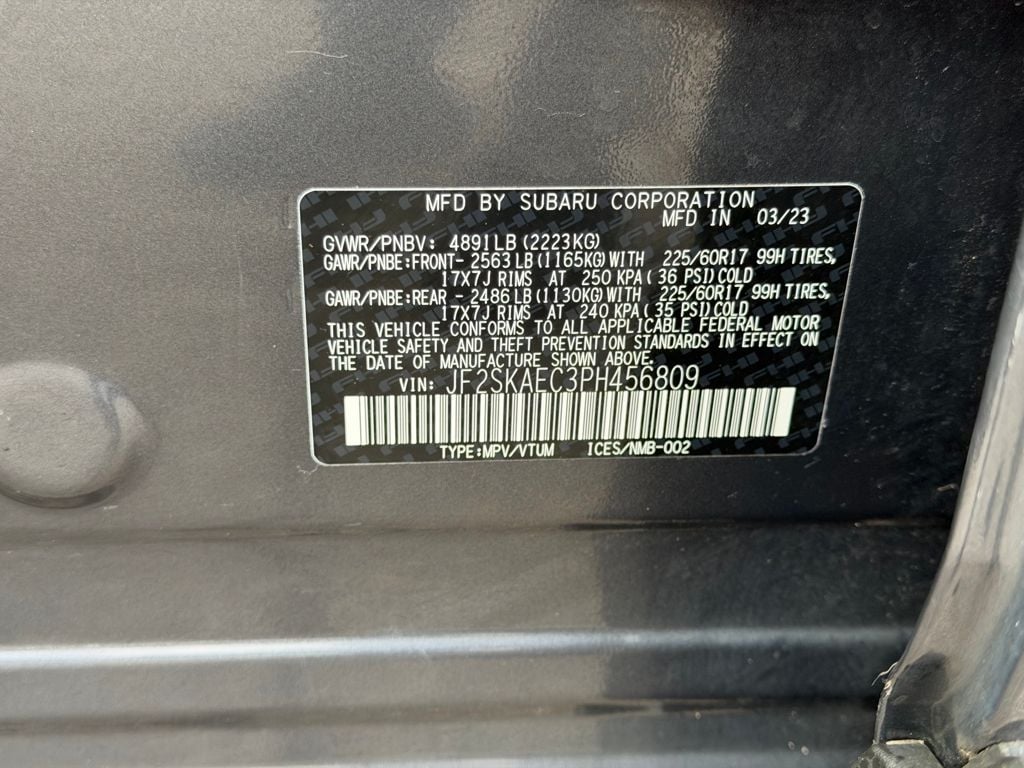 MFD BY SUBARU CORPORATION
MFD IN 03/23
GVWR/PNBV: 4891LB(2223KG)
GAWR/PNBE:FRONT- 2563LB(1165KG)WITH 225/60R17 99H TIRES,
17X7J RIMS AT 250 KPA( 36 PSI)COLD
GAWR/PNBE:REAR - 2486LB(1130KG)WITH 225/60R17 99H TIRES,
17X7J RIMS AT 240 KPA( 35 PSI)COLD
THIS VEHICLE CONFORMS TO ALL APPLICABLE FEDERAL MOTOR
VEHICLE SAFETY AND THEFT PREVENTION STANDARDS IN EFFECT ON
THE DATE OF MANUFACTURE SHOWN ABOVE.
VIN: JF2SKAEC3PH456809
TYPE:MPV/VTUM ICES/NMB-002